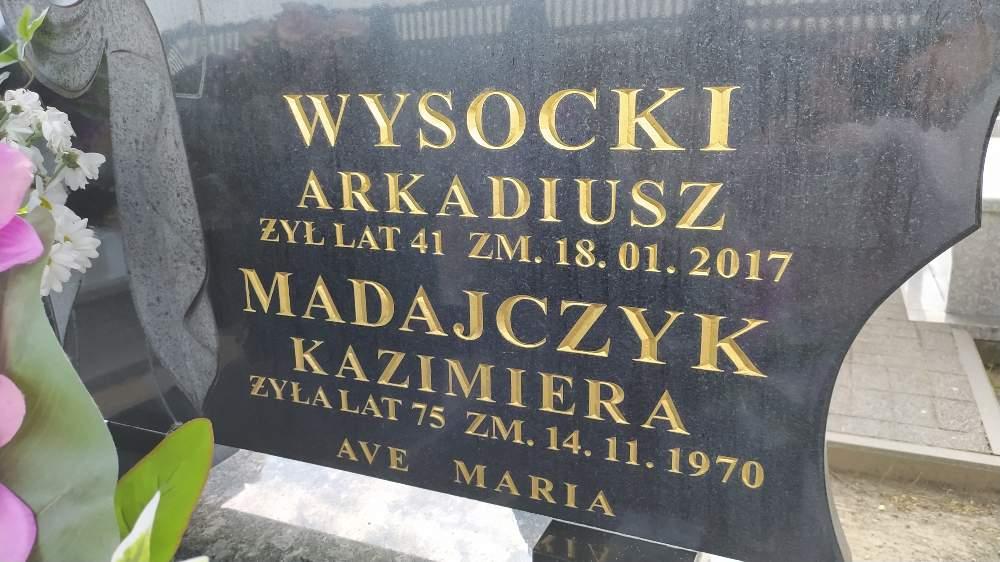 WYSOCKI
ARKADIUSZ
ŻYŁ LAT 41 ZM. 18. 01. 2017
MADAJCZYK
KAZIMIERA
ŻYŁA LAT 75 ZM. 14. 11. 1970
AVE MARIA